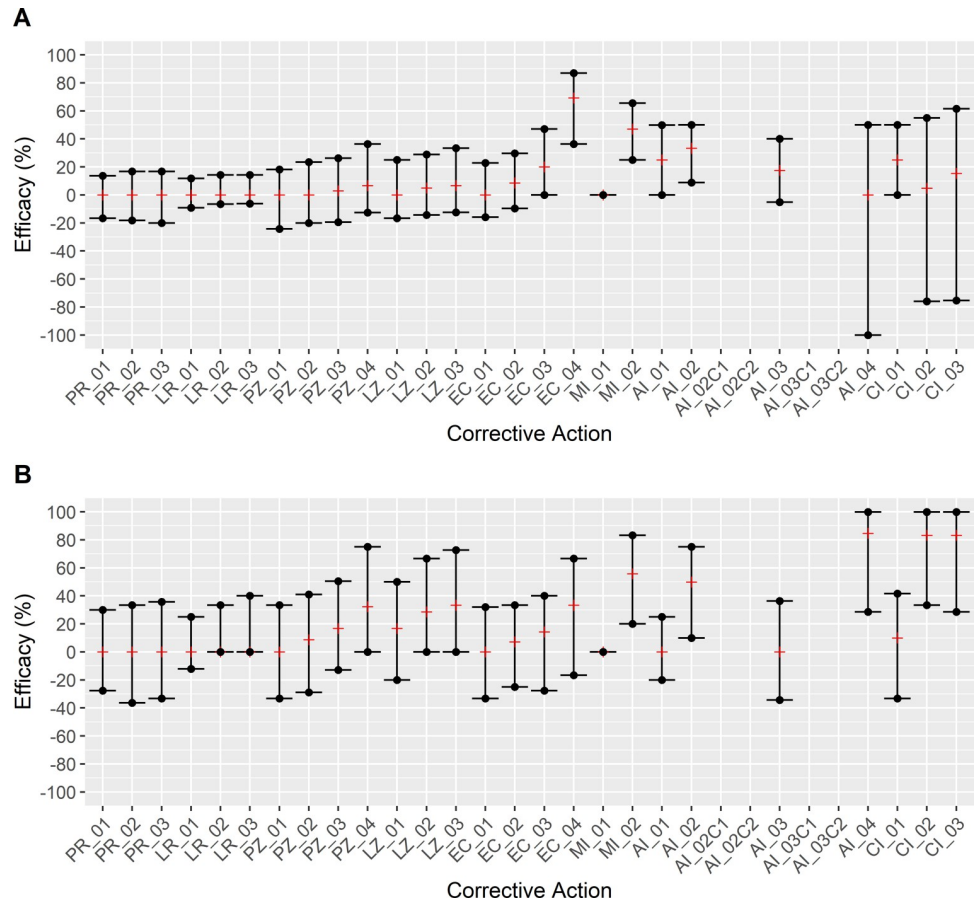 A
Efficacy (%)
100
80
60
40
20
0
-20
-40
-60
-80
-100
PR_01
PR_02
PR_03
LR_01
LR_02
LR_03
PZ_01
PZ_02
PZ_03
PZ_04
LZ_01
LZ_02
LZ_03
EC_01
EC_02
EC_03
EC_04
MI_01
MI_02
AI_01
AI_02
AI_02C1
AI_02C2
AI_03
AI_03C1
AI_03C2
AI_04
CI_01
CI_02
CI_03
Corrective Action
B
Efficacy (%)
100
80
60
40
20
0
-20
-40
-60
-80
-100
PR_01
PR_02
PR_03
LR_01
LR_02
LR_03
PZ_01
PZ_02
PZ_03
PZ_04
LZ_01
LZ_02
LZ_03
EC_01
EC_02
EC_03
EC_04
MI_01
MI_02
AI_01
AI_02
AI_02C1
AI_02C2
AI_03
AI_03C1
AI_03C2
AI_04
CI_01
CI_02
CI_03
Corrective Action